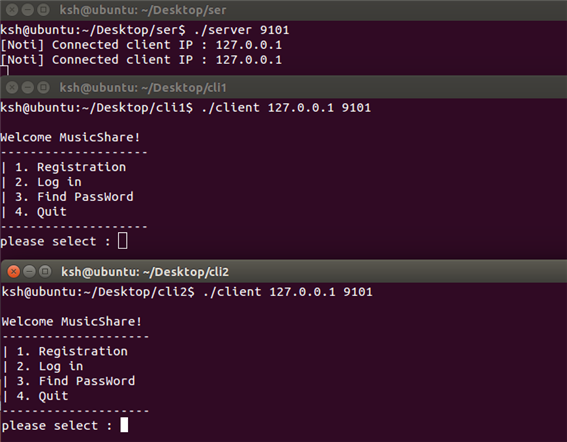 ksh@ubuntu: ~/Desktop/ser
ksh@ubuntu:~/Desktop/ser$ ./server 9101
[Noti] Connected client IP : 127.0.0.1
[Noti] Connected client IP : 127.0.0.1
ksh@ubuntu: ~/Desktop/cli1
ksh@ubuntu:~/Desktop/cli1$ ./client 127.0.0.1 9101
Welcome MusicShare!
--------------------
| 1. Registration
| 2. Log in
| 3. Find PassWord
| 4. Quit
--------------------
please select :
ksh@ubuntu: ~/Desktop/cli2
ksh@ubuntu:~/Desktop/cli2$ ./client 127.0.0.1 9101
Welcome MusicShare!
--------------------
| 1. Registration
| 2. Log in
| 3. Find PassWord
| 4. Quit
--------------------
please select :